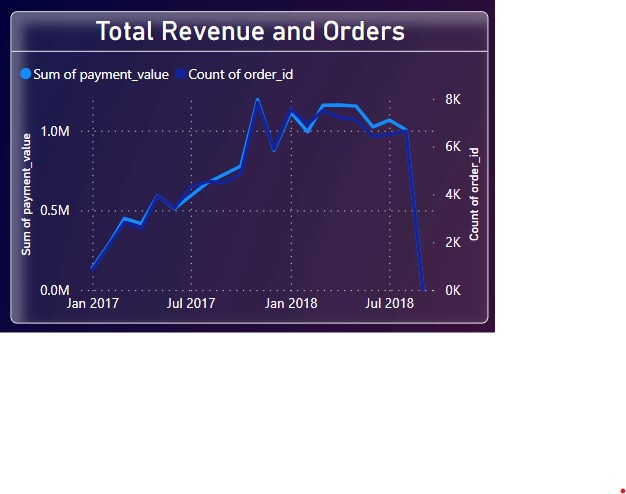 Total Revenue and Orders
Sum of payment_value
Count of order_id
8K
1.0M
6K
Sum of payment_value
Count of order_id
4K
0.5M
2K
0.0M
0K
Jan 2017
Jul 2017
Jan 2018
Jul 2018